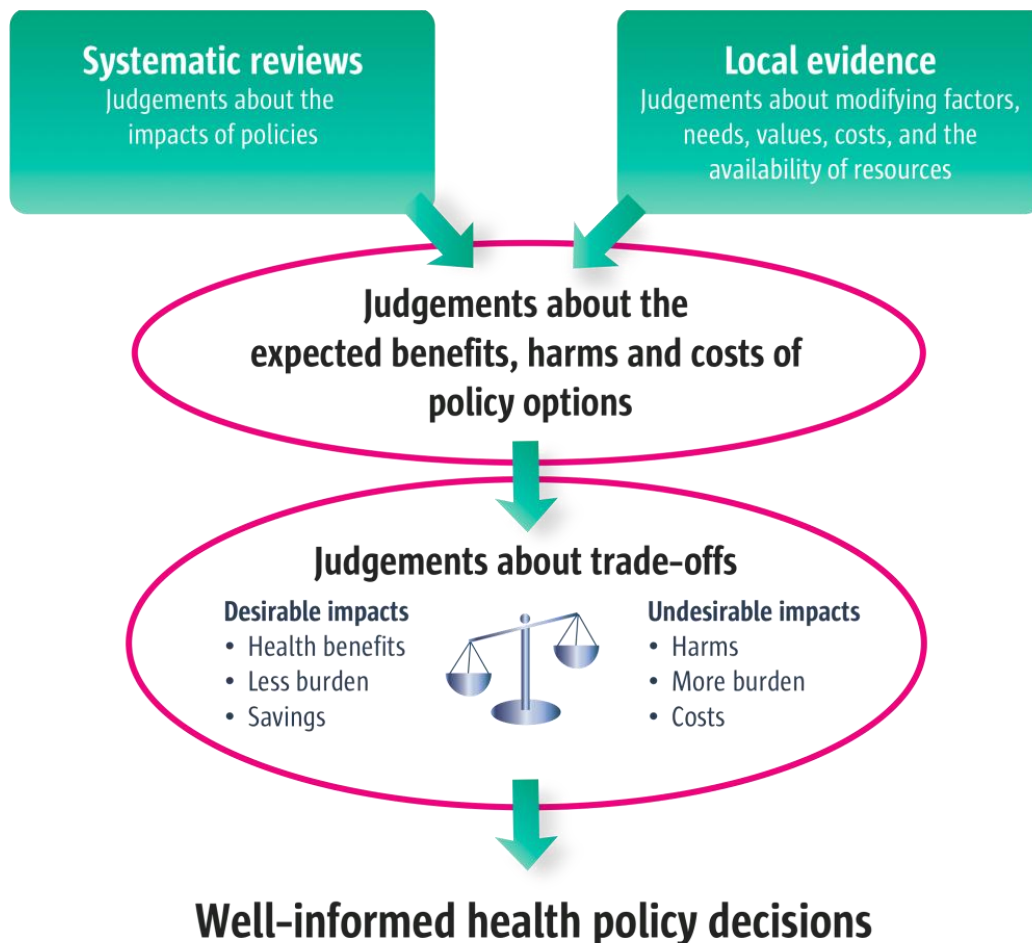 Systematic reviews
Judgements about the
impacts of policies
Local evidence
Judgements about modifying factors,
needs, values, costs, and the
availability of resources
Judgements about the
expected benefits, harms and costs of
policy options
Judgements about trade-offs
Desirable impacts
• Health benefits
• Less burden
• Savings
Undesirable impacts
• Harms
• More burden
• Costs
Well-informed health policy decisions